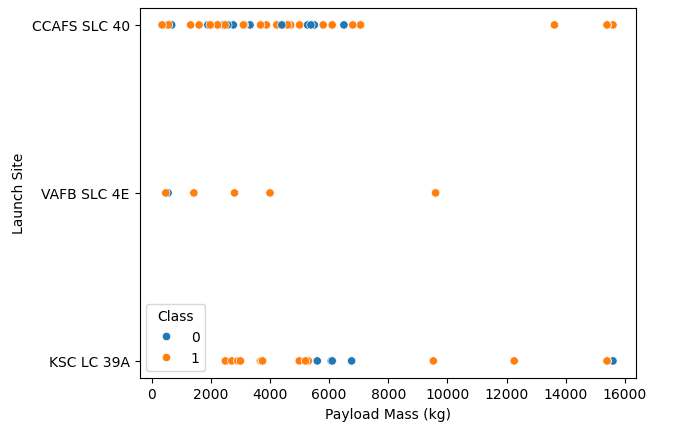 CCAFS SLC 40
VAFB SLC 4E
KSC LC 39A
Launch Site
Class
0
1
0 2000 4000 6000 8000 10000 12000 14000 16000
Payload Mass (kg)